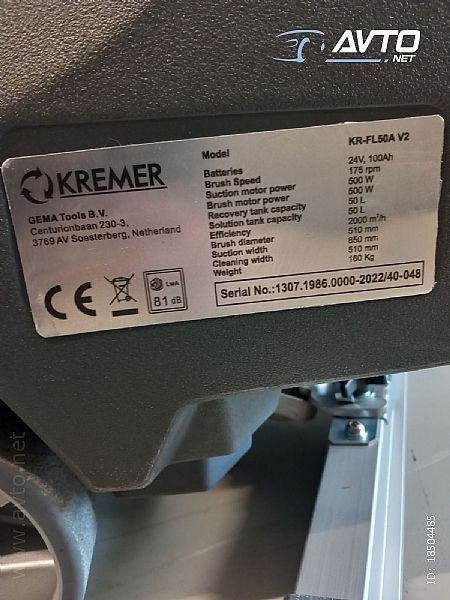 AVTO
.NET
KREMER
GEMA Tools B.V.
Centurionbaan 230-3,
3769 AV Soesterberg, Netherland
CE
LWA
81 dB
Model KR-FL50A V2
Batteries 24V, 100Ah
Brush Speed 175 rpm
Suction motor power 500 W
Brush motor power 500 W
Recovery tank capacity 50 L
Solution tank capacity 50 L
Efficiency 2000 m²/h
Brush diameter 510 mm
Suction width 850 mm
Cleaning width 510 mm
Weight 160 Kg
Serial No.:1307.1986.0000-2022/40-048
www.avto.net
ID: 18504485